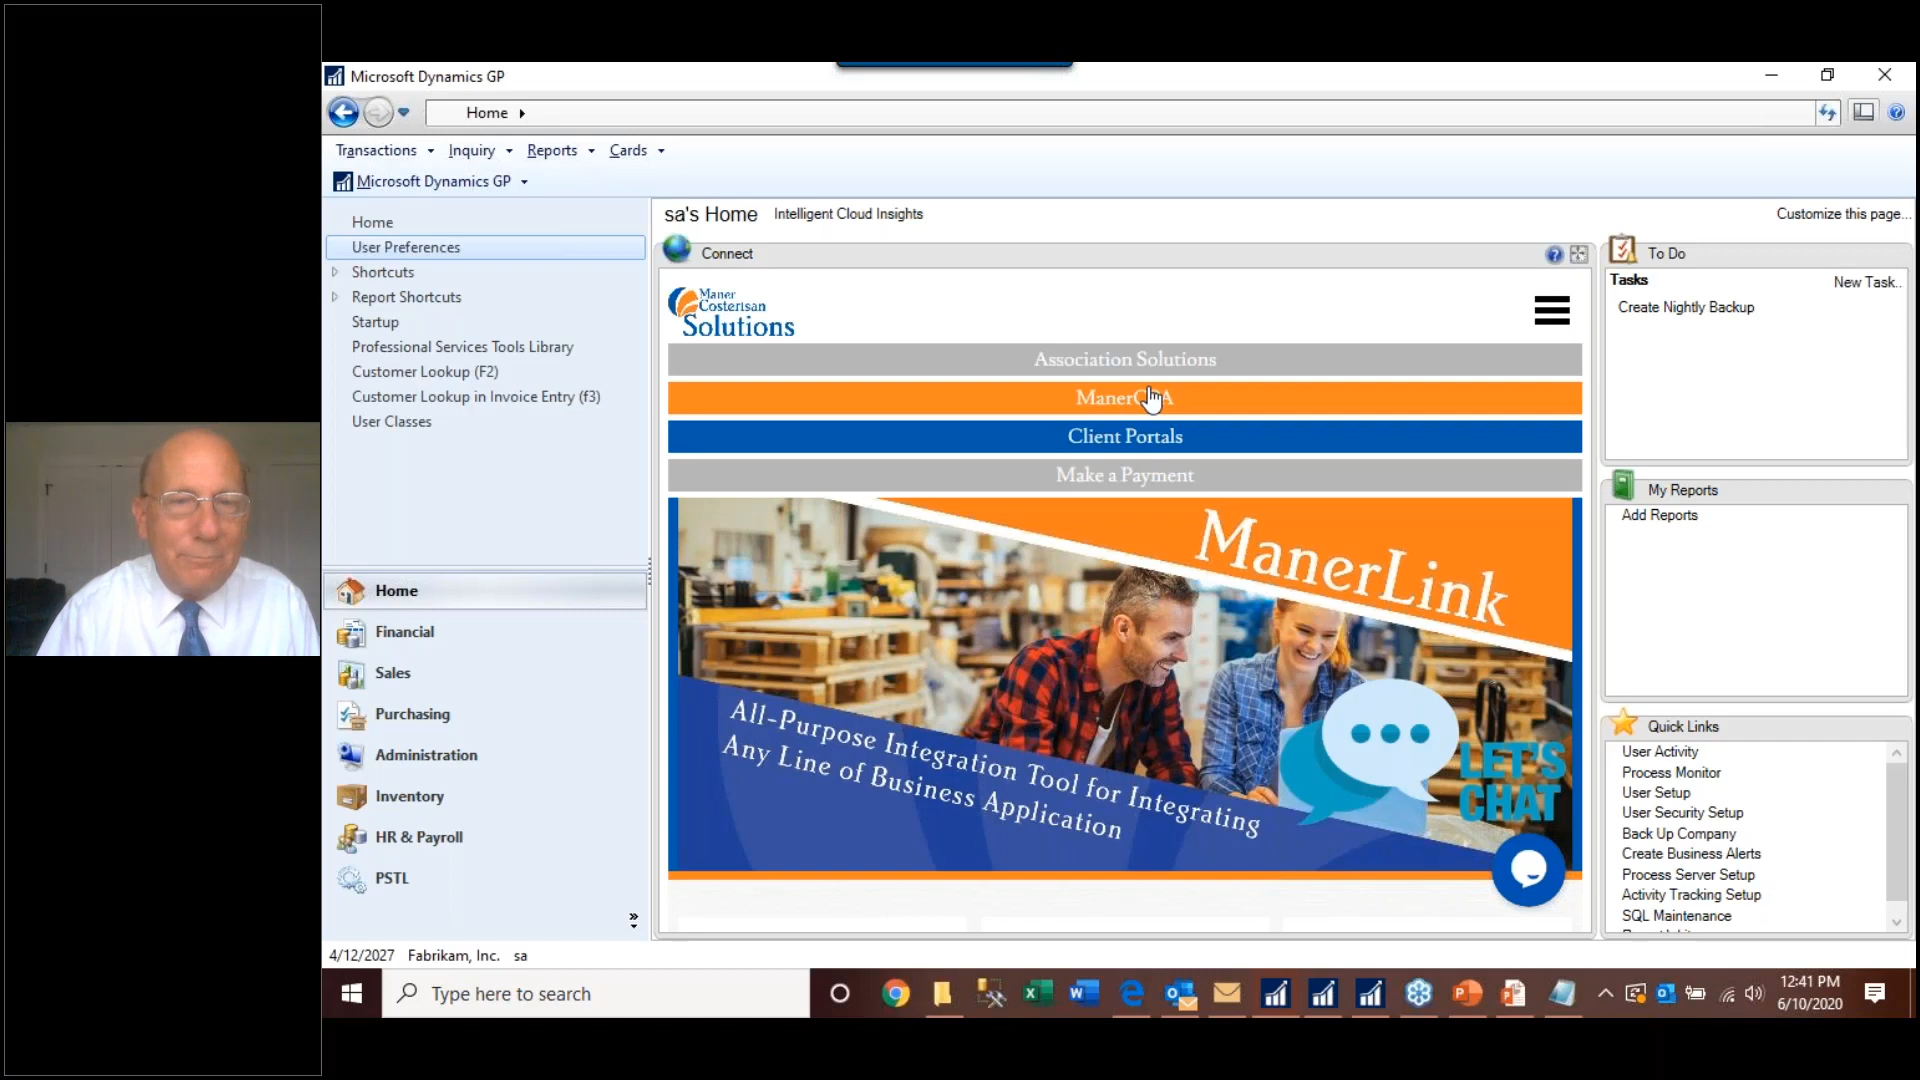 Microsoft Dynamics GP
Home
Transactions Inquiry Reports Cards
Microsoft Dynamics GP
Home
User Preferences
Shortcuts
Report Shortcuts
Startup
Professional Services Tools Library
Customer Lookup (F2)
Customer Lookup in Invoice Entry (f3)
User Classes
Home
Financial
Sales
Purchasing
Administration
Inventory
HR & Payroll
PSTL
sa's Home Intelligent Cloud Insights
Customize this page...
Connect
Maner
Costerisan
Solutions
Association Solutions
Client Portals
Make a Payment
ManerLink
All-Purpose Integration Tool for Integrating
Any Line of Business Application
LET'S
CHAT
To Do
Tasks
New Task..
Create Nightly Backup
My Reports
Add Reports
Quick Links
User Activity
Process Monitor
User Setup
User Security Setup
Back Up Company
Create Business Alerts
Process Server Setup
Activity Tracking Setup
SQL Maintenance
4/12/2027 Fabrikam, Inc. sa
Type here to search
12:41 PM
6/10/2020